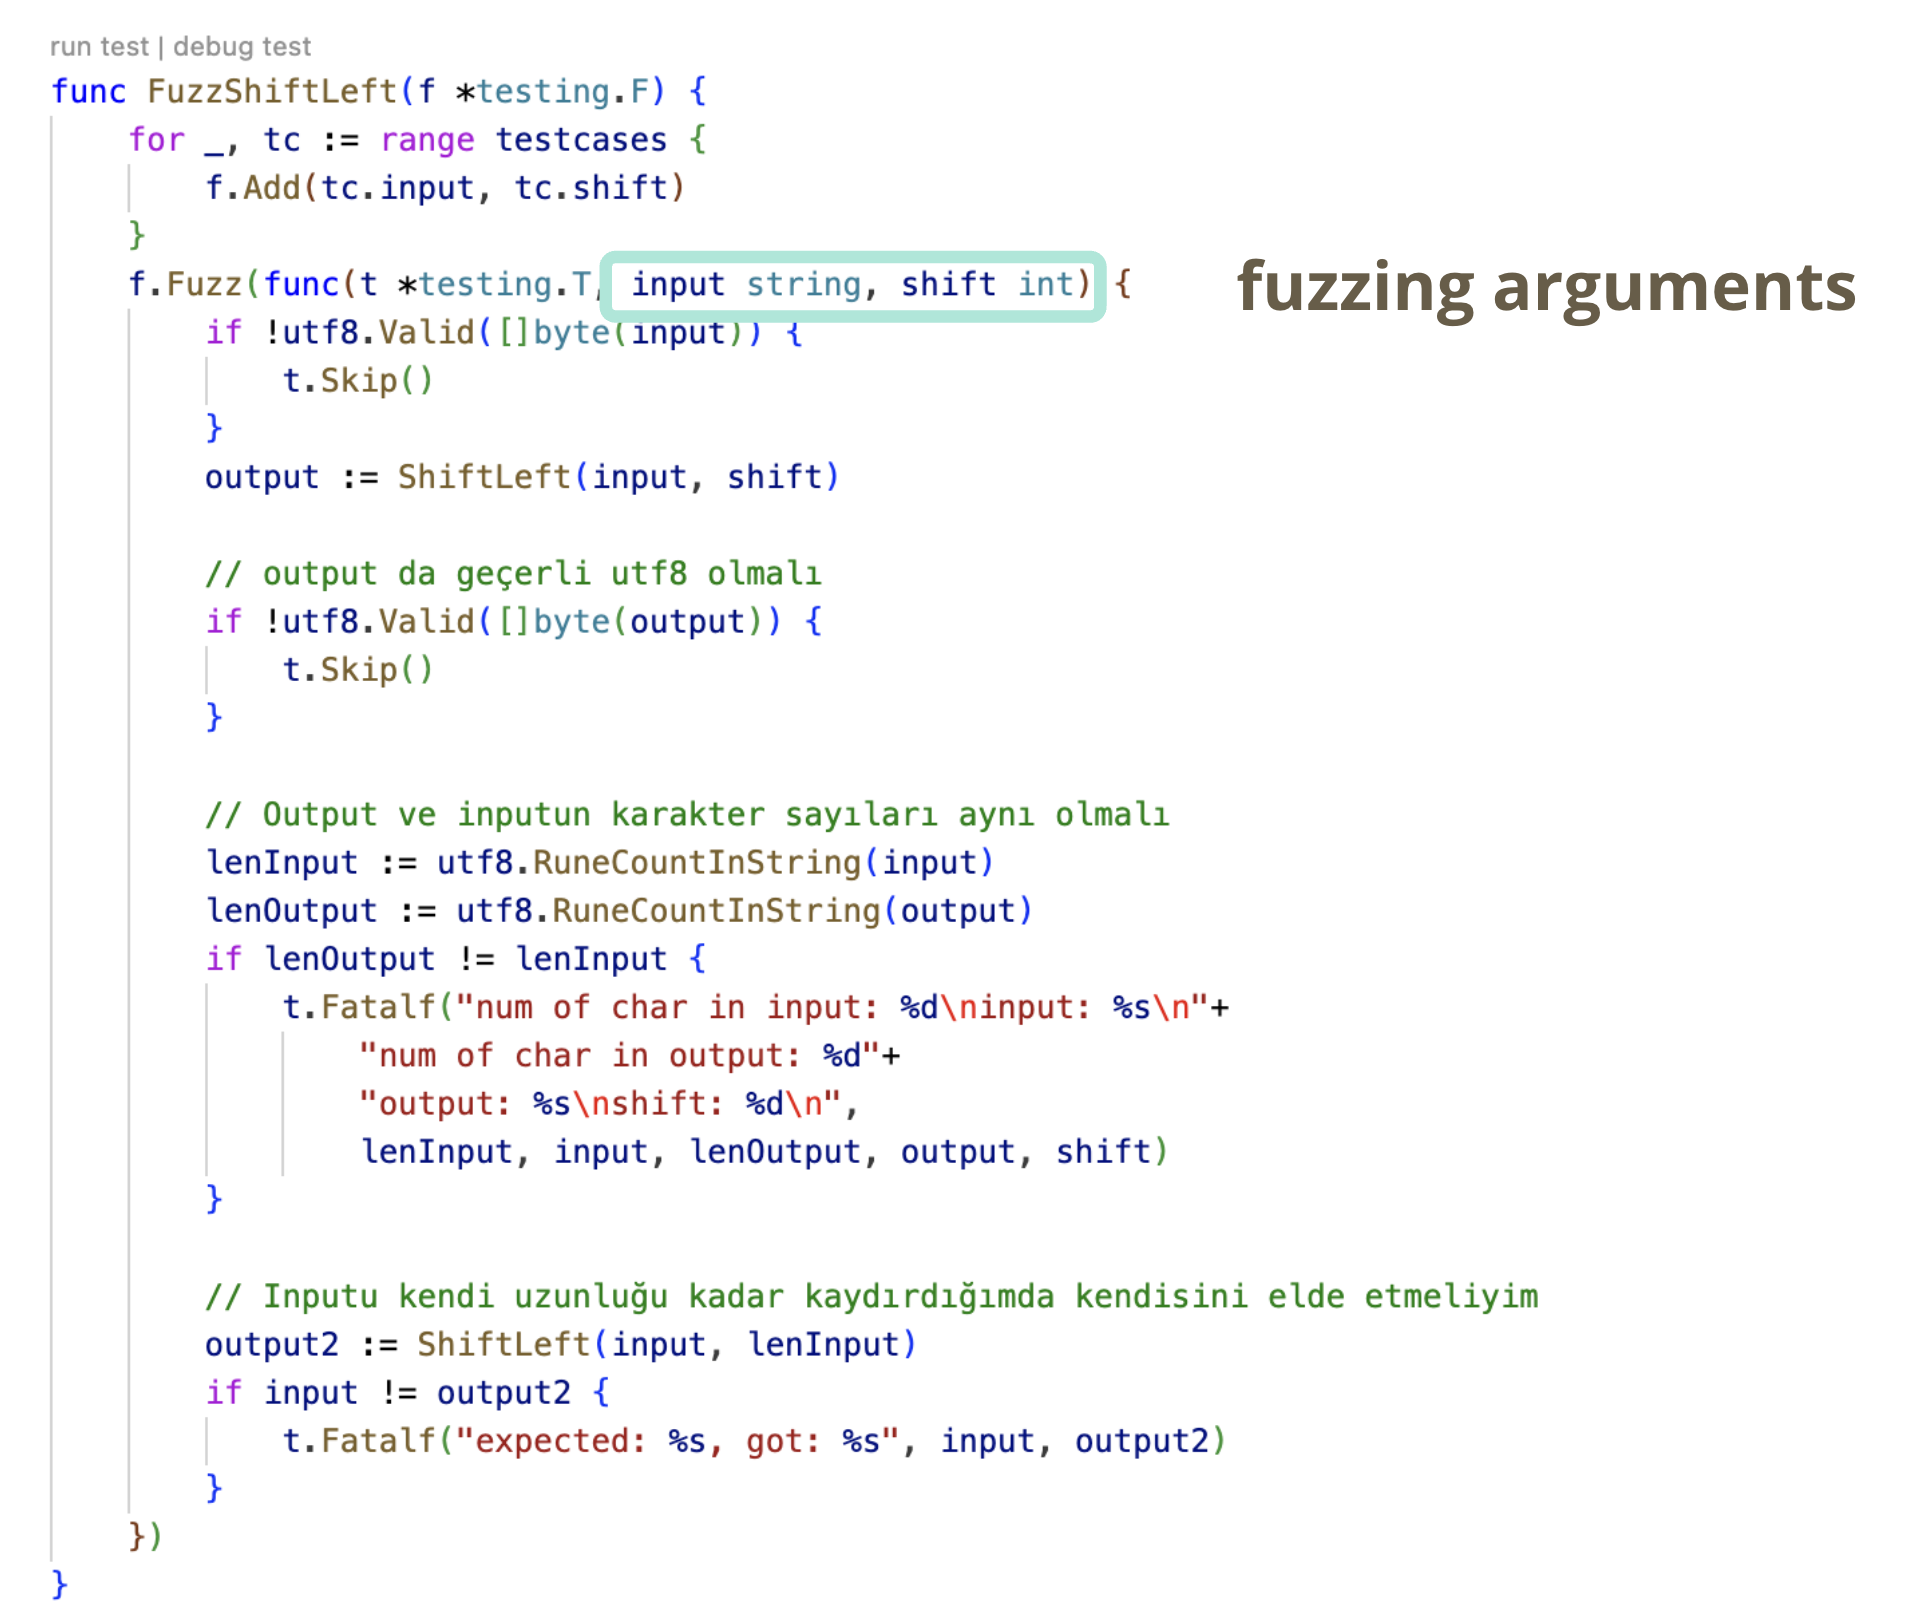 run test | debug test
func FuzzShiftLeft(f *testing.F) {
for _, tc := range testcases {
f.Add(tc.input, tc.shift)
}
f.Fuzz(func(t *testing.T, input string, shift int) {
fuzzing arguments
if !utf8.Valid([]byte(input)) {
t.Skip()
}
output := ShiftLeft(input, shift)
// output da geçerli utf8 olmalı
if !utf8.Valid([]byte(output)) {
t.Skip()
}
// Output ve inputun karakter sayıları aynı olmalı
lenInput := utf8.RuneCountInString(input)
lenOutput := utf8.RuneCountInString(output)
if lenOutput != lenInput {
t.Fatalf("num of char in input: %d\ninput: %s\n"+
"num of char in output: %d"+
"output: %s\nshift: %d\n",
lenInput, input, lenOutput, output, shift)
}
// Inputu kendi uzunluğu kadar kaydırdığımda kendisini elde etmeliyim
output2 := ShiftLeft(input, lenInput)
if input != output2 {
t.Fatalf("expected: %s, got: %s", input, output2)
}
})
}